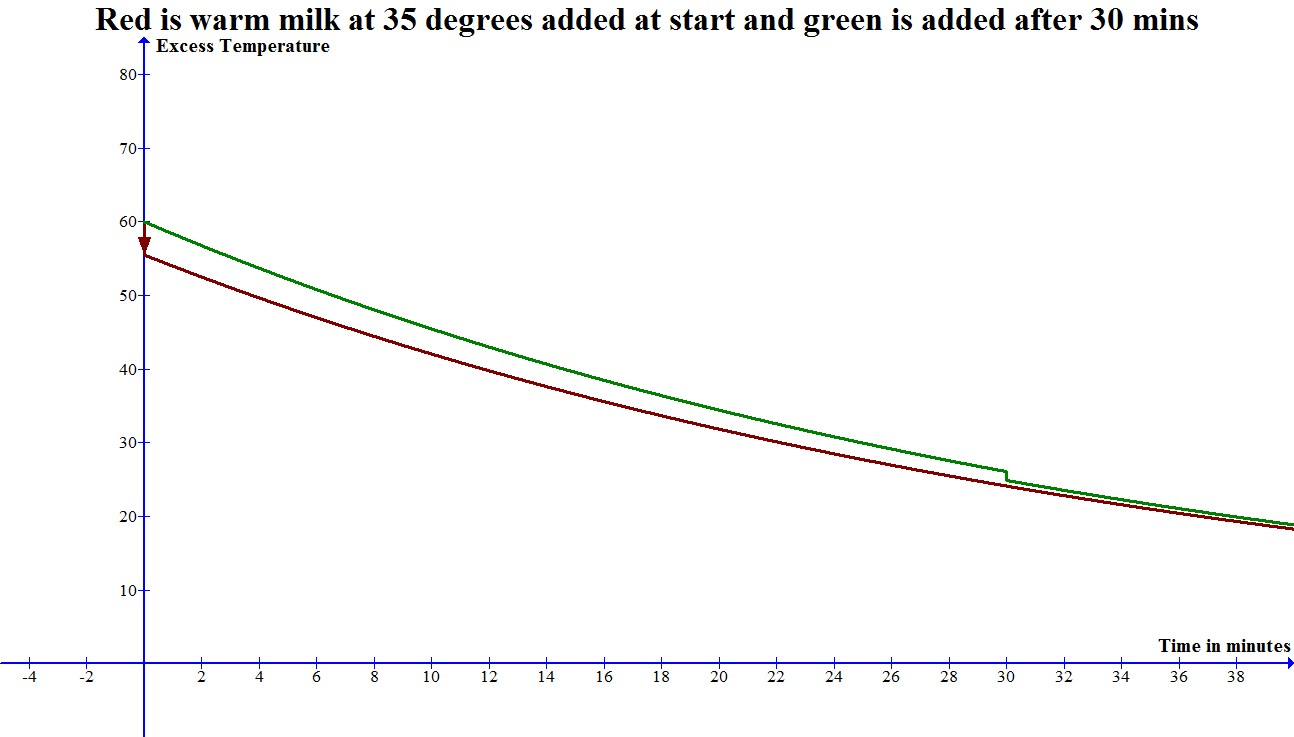 Red is warm milk at 35 degrees added at start and green is added after 30 mins
Excess Temperature
80
70
60
50
40
30
20
10
Time in minutes
-4 -2 2 4 6 8 10 12 14 16 18 20 22 24 26 28 30 32 34 36 38